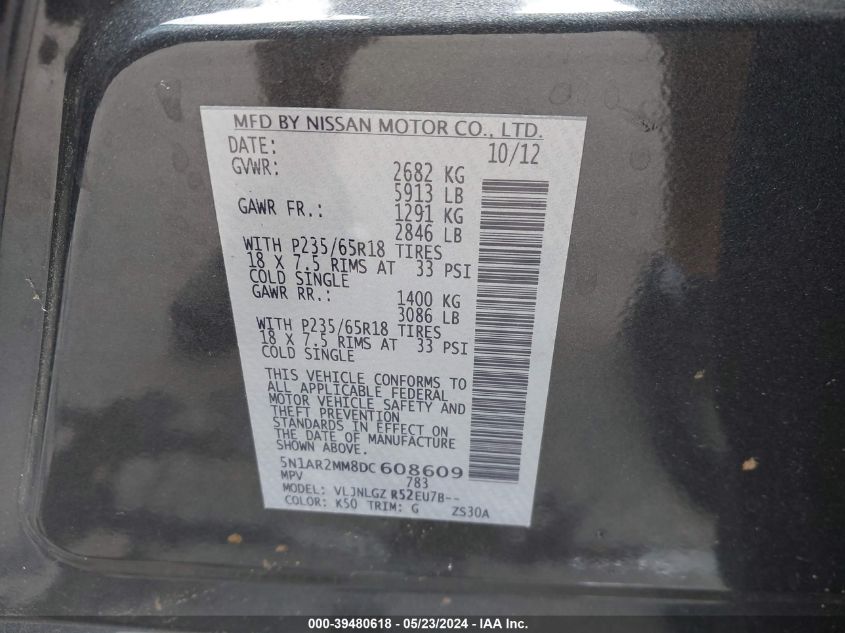 MFD BY NISSAN MOTOR CO., LTD.
DATE: 10/12
GVWR: 2682 KG
5913 LB
GAWR FR.: 1291 KG
2846 LB
WITH P235/65R18 TIRES
18 X 7.5 RIMS AT 33 PSI
COLD SINGLE
GAWR RR.: 1400 KG
3086 LB
WITH P235/65R18 TIRES
18 X 7.5 RIMS AT 33 PSI
COLD SINGLE
THIS VEHICLE CONFORMS TO
ALL APPLICABLE FEDERAL
MOTOR VEHICLE SAFETY AND
THEFT PREVENTION
STANDARDS IN EFFECT ON
THE DATE OF MANUFACTURE
SHOWN ABOVE.
5N1AR2MM8DC 608609
MPV 783
MODEL: VLJNLGZ R52EU7B--
COLOR: K50 TRIM: G ZS30A
000-39480618 - 05/23/2024 - IAA Inc.